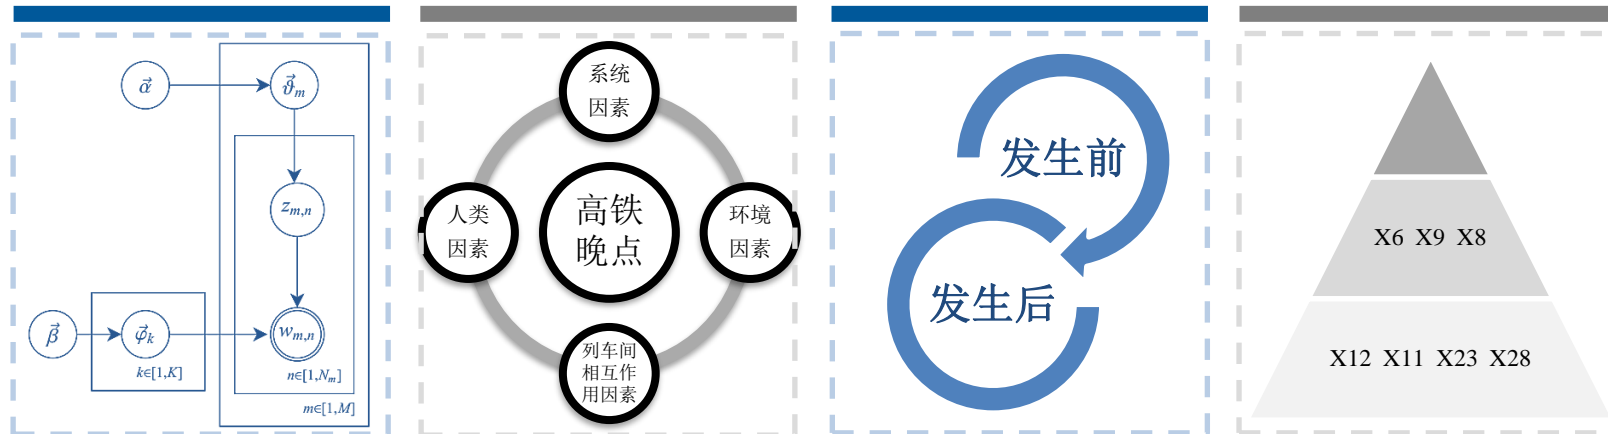 α⃗
ϑ⃗m
zm,n
β⃗
φ⃗k
wm,n
k∈[1,K]
n∈[1,Nm]
m∈[1,M]
系统
因素
人类
因素
高铁
晚点
环境
因素
列车间
相互作
用因素
发生前
发生后
X6 X9 X8
X12 X11 X23 X28